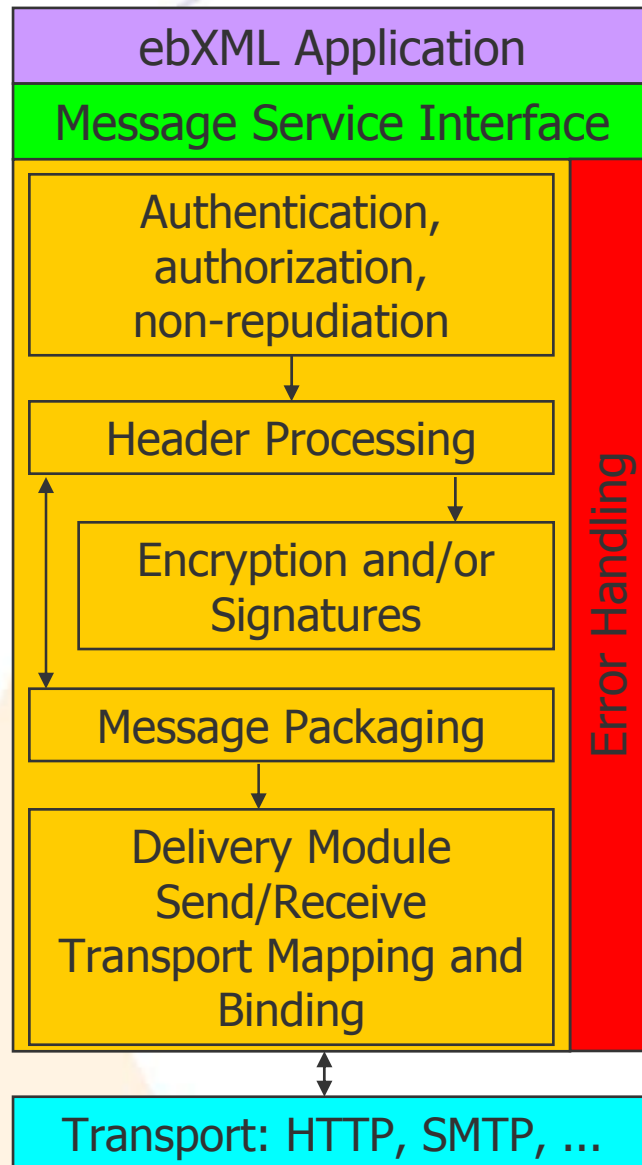 ebXML Application
Message Service Interface
Authentication,
authorization,
non-repudiation
Header Processing
Encryption and/or
Signatures
Message Packaging
Delivery Module
Send/Receive
Transport Mapping and
Binding
Error Handling
Transport: HTTP, SMTP, ...